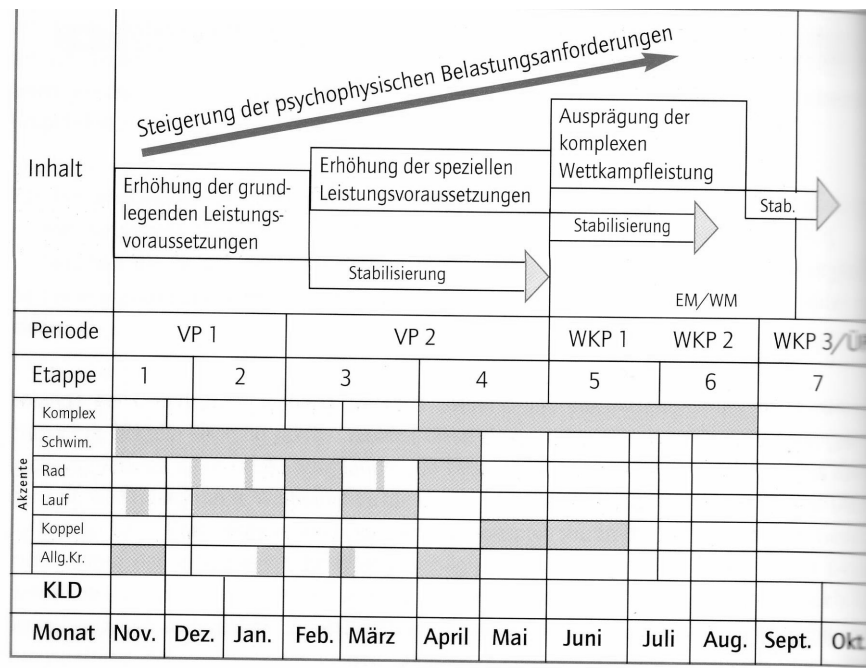 Steigerung der psychophysischen Belastungsanforderungen
Inhalt
Erhöhung der grund-
legenden Leistungs-
voraussetzungen
Erhöhung der speziellen
Leistungsvoraussetzungen
Ausprägung der
komplexen
Wettkampfleistung
Stabilisierung
Stabilisierung
Stab.
EM/WM
Periode VP 1 VP 2 WKP 1 WKP 2 WKP 3/ÜP
Etappe 1 2 3 4 5 6 7
Akzente
Komplex
Schwim.
Rad
Lauf
Koppel
Allg.Kr.
KLD
Monat Nov. Dez. Jan. Feb. März April Mai Juni Juli Aug. Sept. Okt.